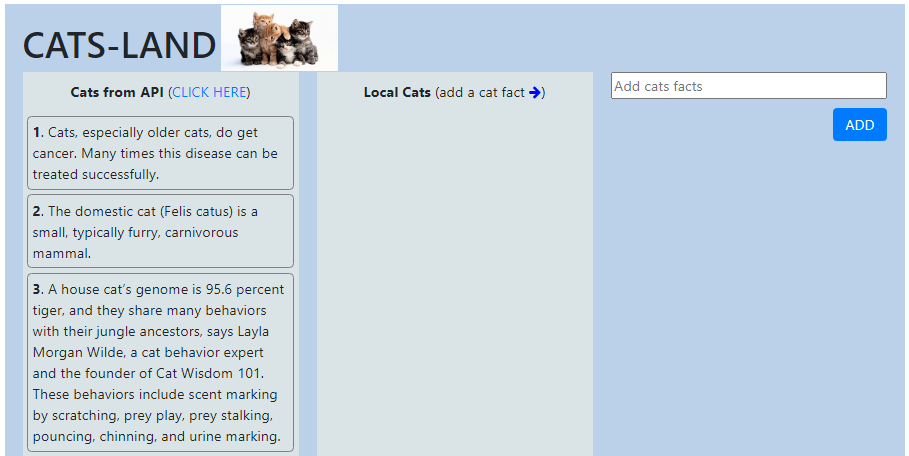 CATS-LAND
Cats from API (CLICK HERE)
1. Cats, especially older cats, do get
cancer. Many times this disease can be
treated successfully.
2. The domestic cat (Felis catus) is a
small, typically furry, carnivorous
mammal.
3. A house cat’s genome is 95.6 percent
tiger, and they share many behaviors
with their jungle ancestors, says Layla
Morgan Wilde, a cat behavior expert
and the founder of Cat Wisdom 101.
These behaviors include scent marking
by scratching, prey play, prey stalking,
pouncing, chinning, and urine marking.
Local Cats (add a cat fact →)
Add cats facts
ADD